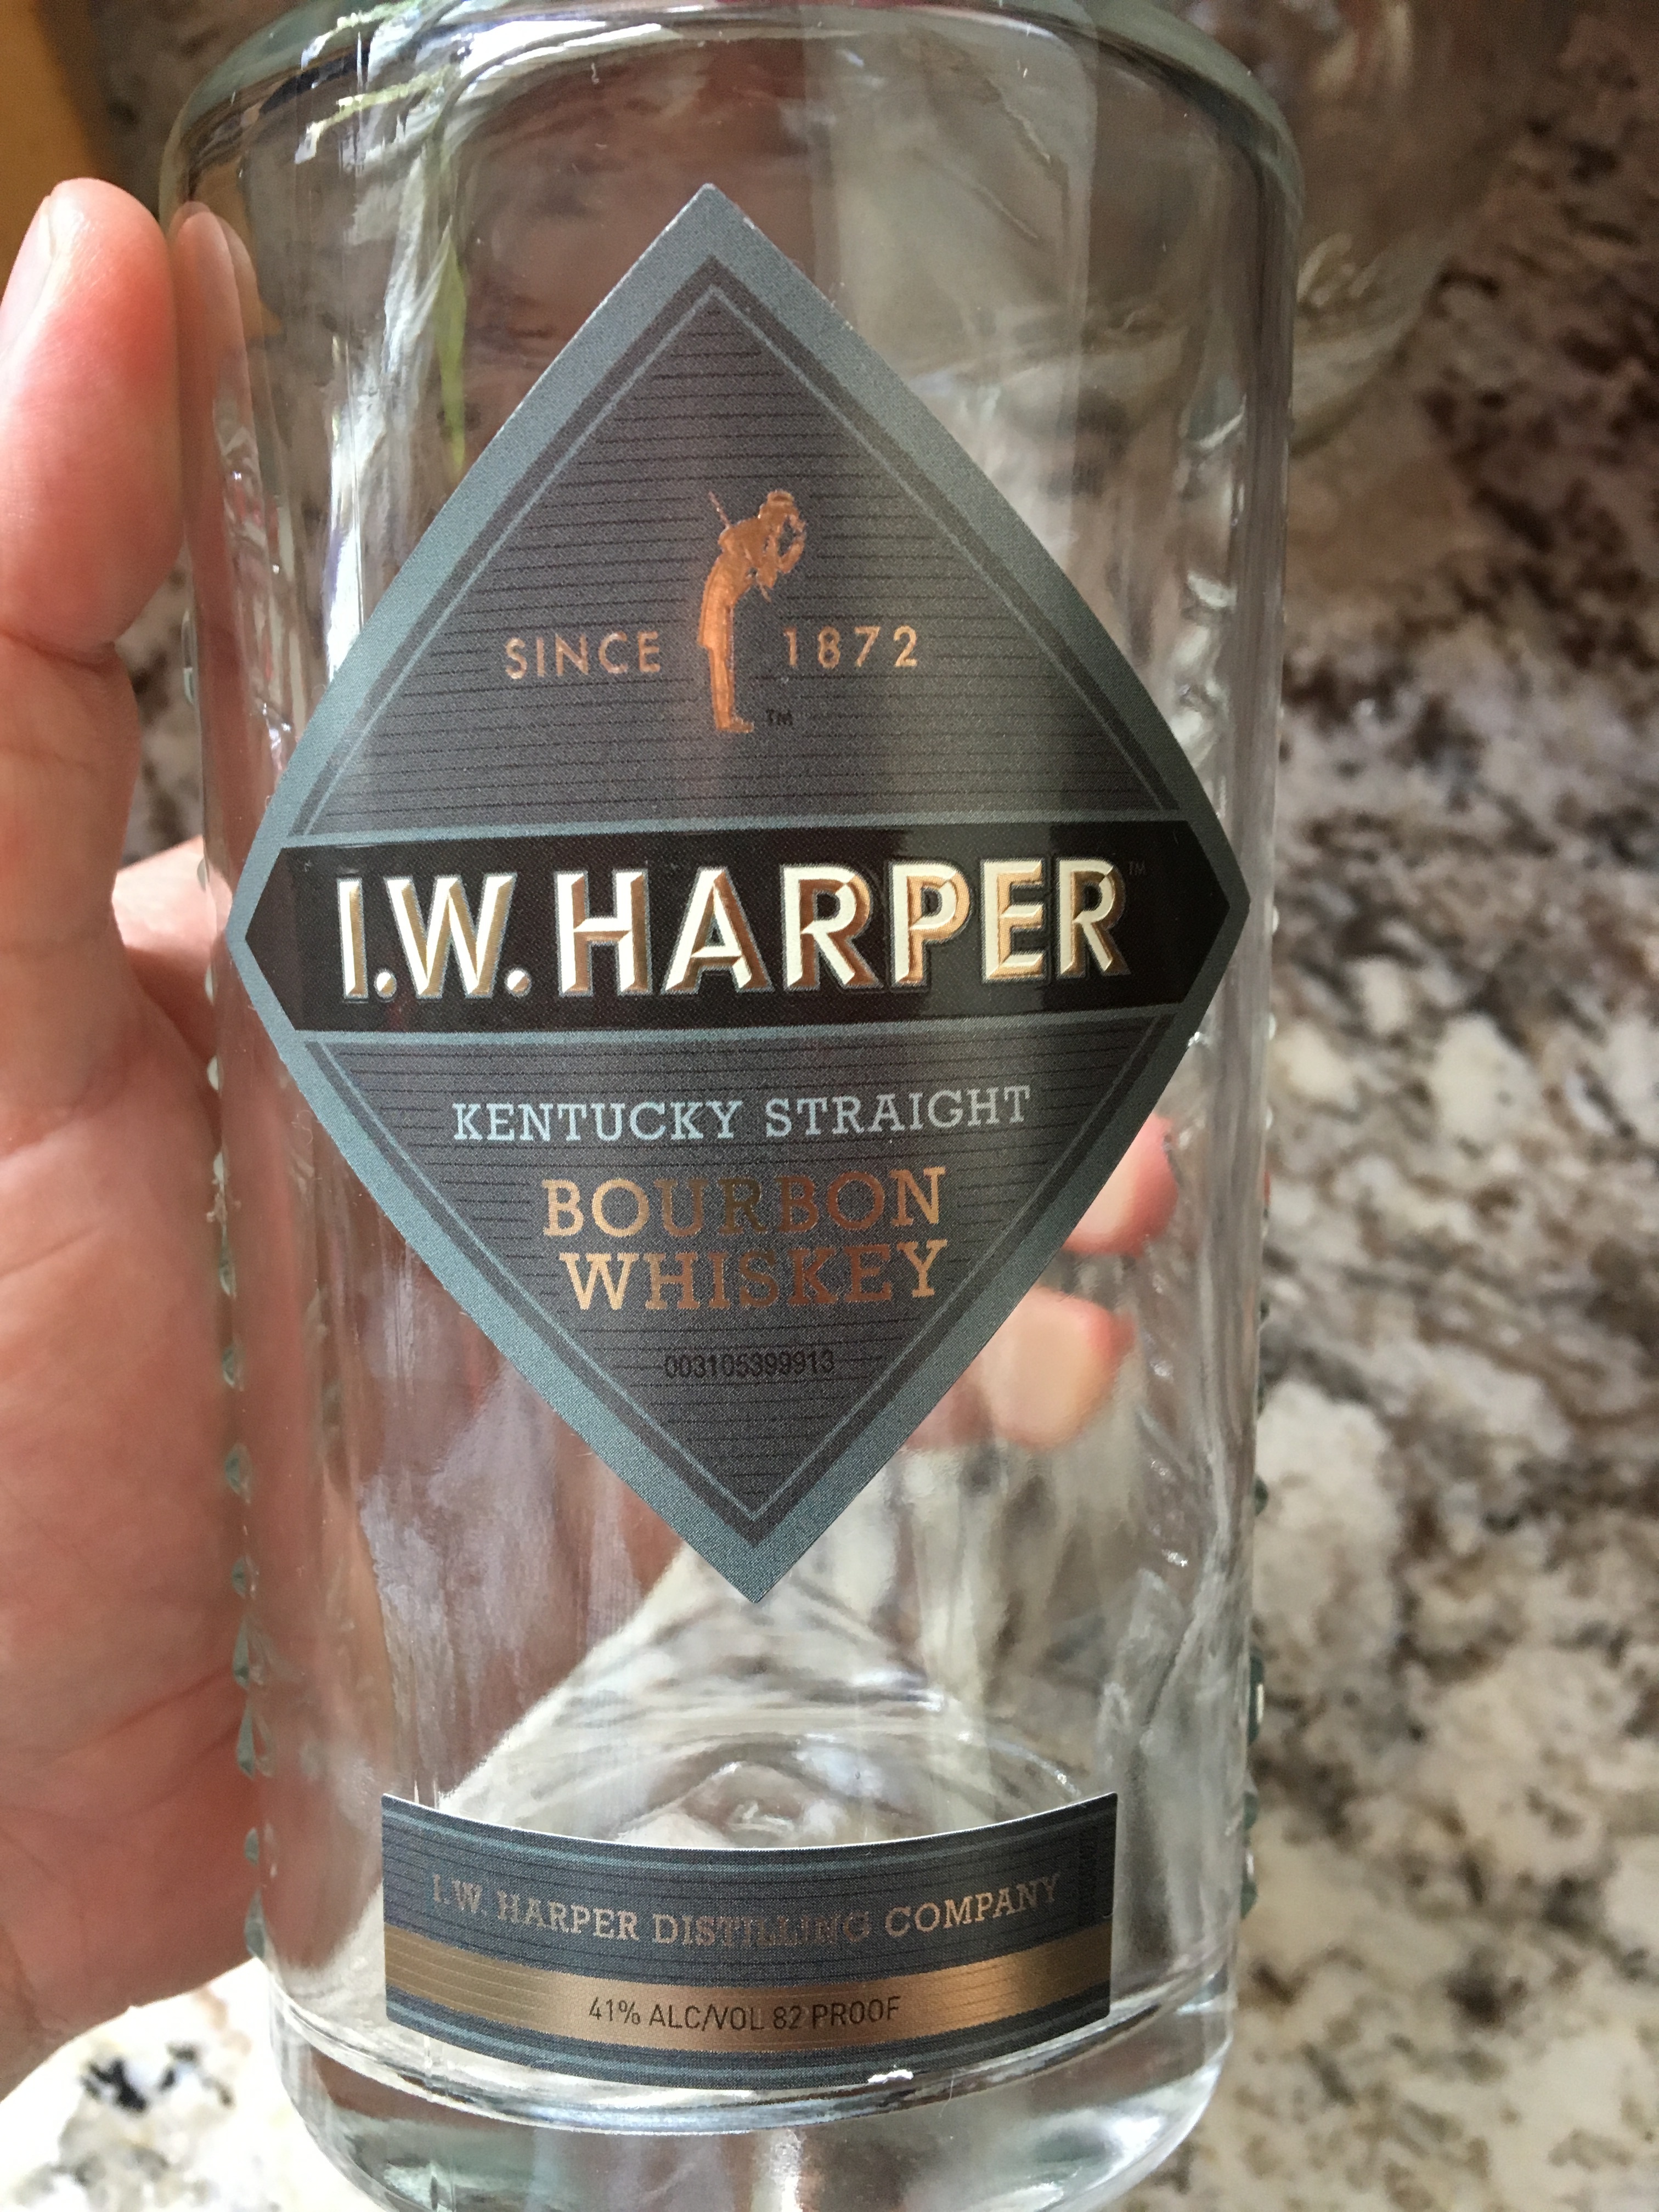 SINCE 1872
TM
I.W. HARPER TM
KENTUCKY STRAIGHT
BOURBON
WHISKEY
003105399913
I.W. HARPER DISTILLING COMPANY
41% ALC/VOL 82 PROOF